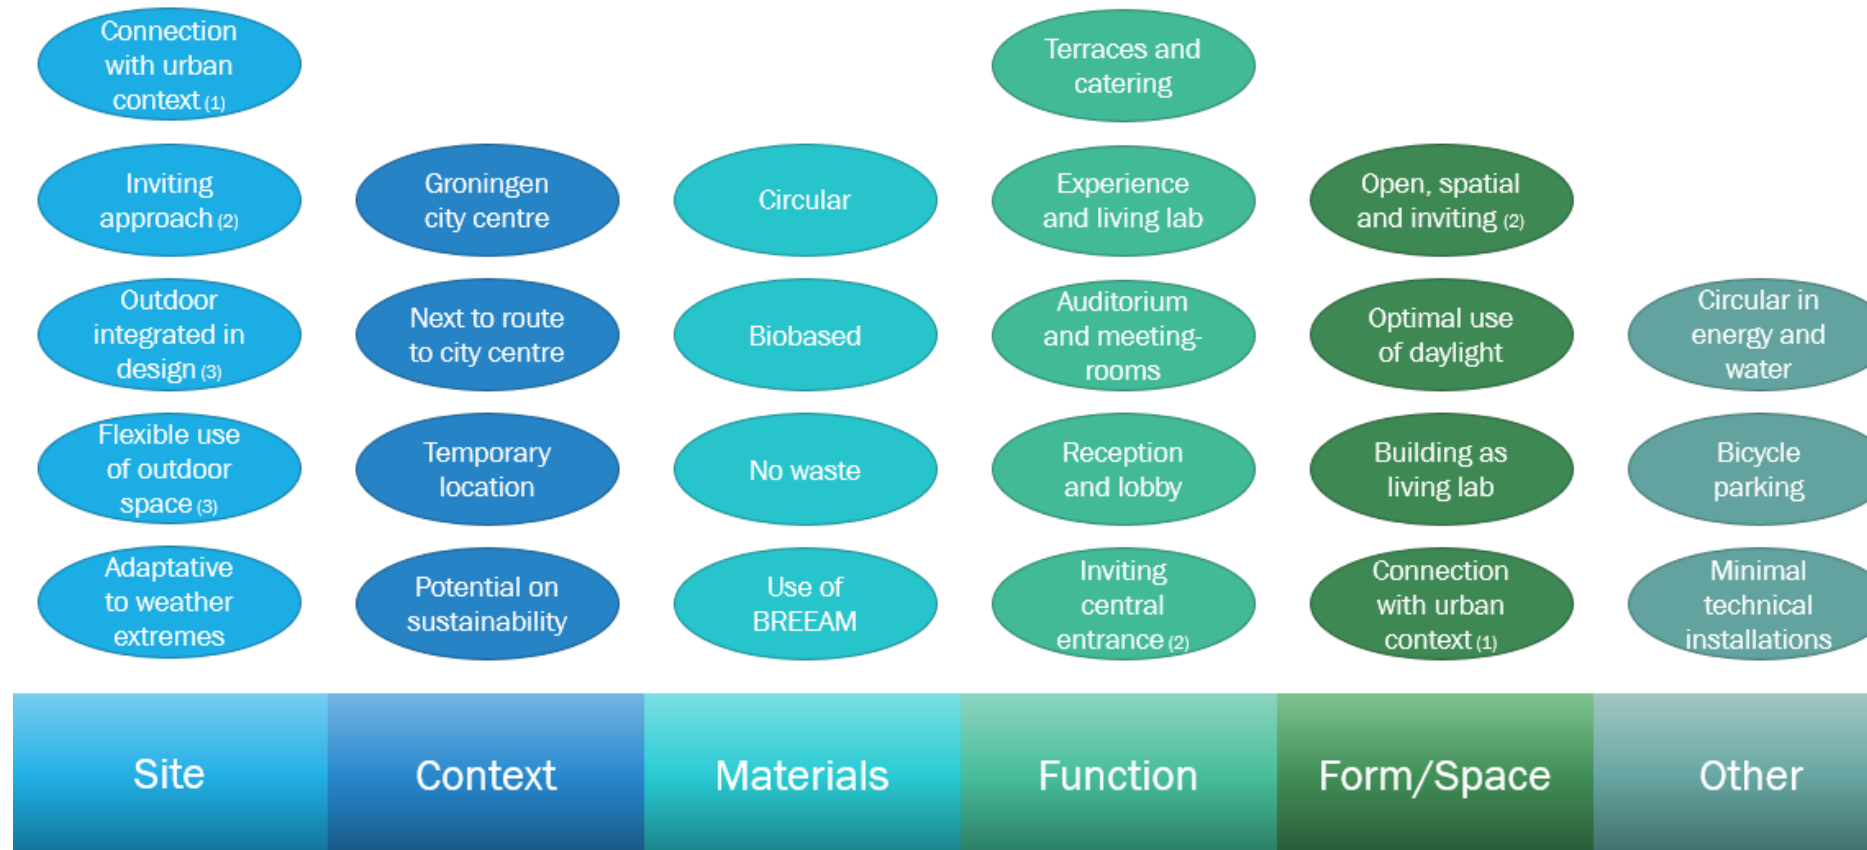 Connection
with urban
context (1)
Inviting
approach (2)
Outdoor
integrated in
design (3)
Flexible use
of outdoor
space (3)
Adaptative
to weather
extremes
Site
Groningen
city centre
Next to route
to city centre
Temporary
location
Potential on
sustainability
Context
Circular
Biobased
No waste
Use of
BREEAM
Materials
Terraces and
catering
Experience
and living lab
Auditorium
and meeting-
rooms
Reception
and lobby
Inviting
central
entrance (2)
Function
Open, spatial
and inviting (2)
Optimal use
of daylight
Building as
living lab
Connection
with urban
context (1)
Form/Space
Circular in
energy and
water
Bicycle
parking
Minimal
technical
installations
Other